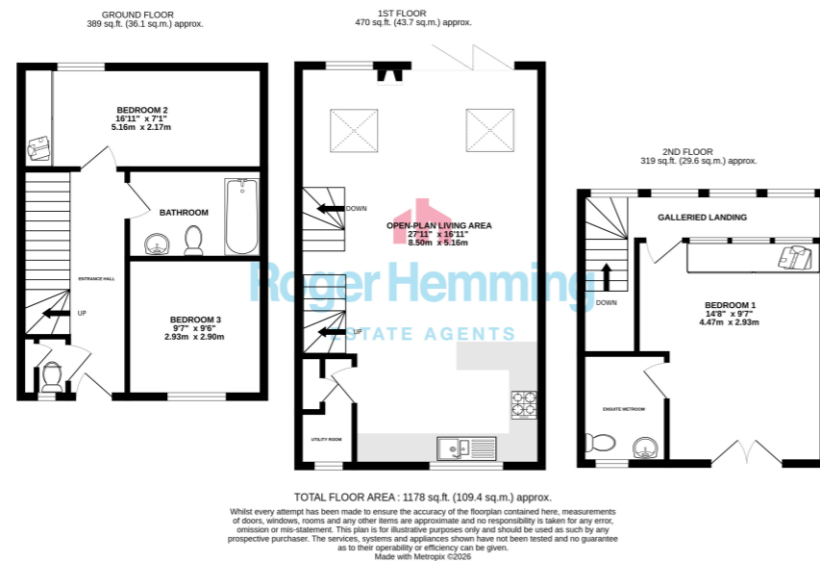 GROUND FLOOR
389 sq.ft. (36.1 sq.m.) approx.
BEDROOM 2
16'11" x 7'1"
5.16m x 2.17m
BATHROOM
ENTRANCE HALL
UP
BEDROOM 3
9'7" x 9'6"
2.93m x 2.90m
1ST FLOOR
470 sq.ft. (43.7 sq.m.) approx.
DOWN
OPEN-PLAN LIVING AREA
27'11" x 16'11"
8.50m x 5.16m
UP
UTILITY ROOM
Roger Hemming
ESTATE AGENTS
2ND FLOOR
319 sq.ft. (29.6 sq.m.) approx.
GALLERIED LANDING
DOWN
BEDROOM 1
14'8" x 9'7"
4.47m x 2.93m
ENSUITE WETROOM
TOTAL FLOOR AREA : 1178 sq.ft. (109.4 sq.m.) approx.
Whilst every attempt has been made to ensure the accuracy of the floorplan contained here, measurements
of doors, windows, rooms and any other items are approximate and no responsibility is taken for any error,
omission or mis-statement. This plan is for illustrative purposes only and should be used as such by any
prospective purchaser. The services, systems and appliances shown have not been tested and no guarantee
as to their operability or efficiency can be given.
Made with Metropix ©2026